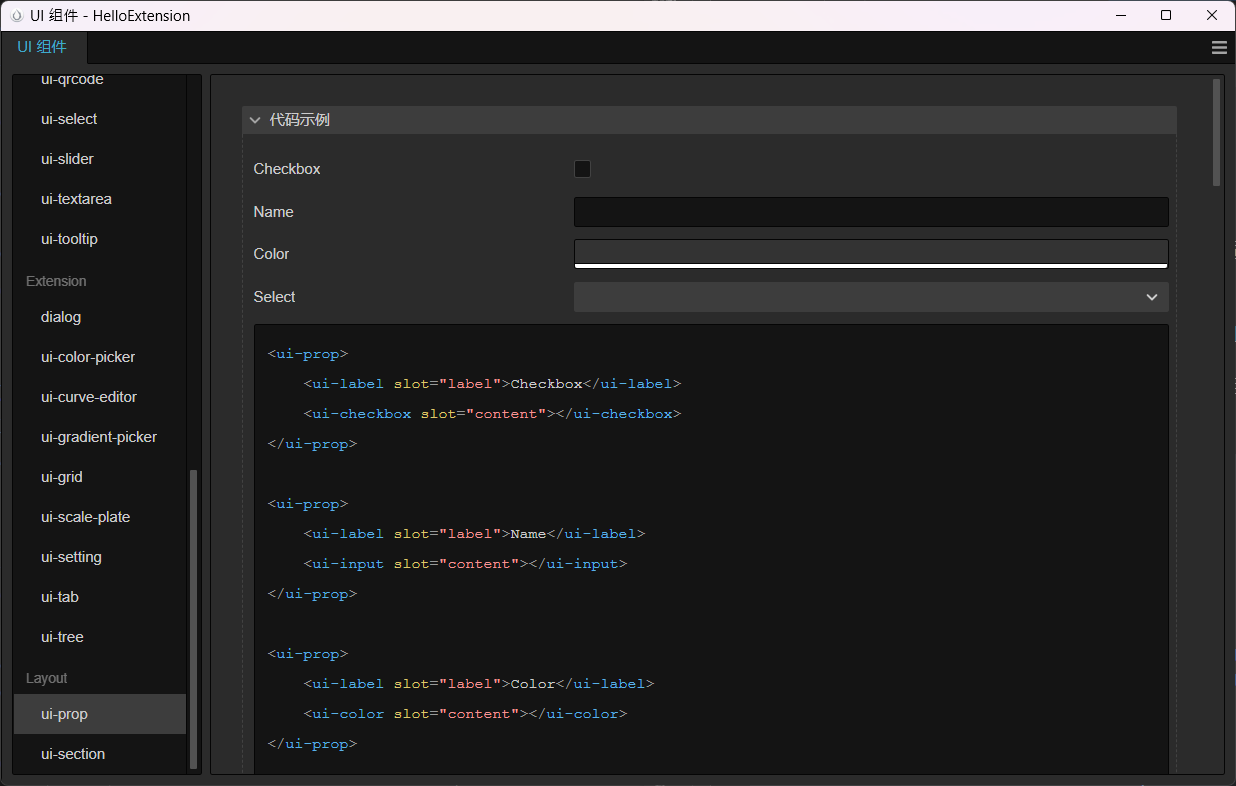 UI 组件 - HelloExtension
UI 组件
ui-qrcode
ui-select
ui-slider
ui-textarea
ui-tooltip
Extension
dialog
ui-color-picker
ui-curve-editor
ui-gradient-picker
ui-grid
ui-scale-plate
ui-setting
ui-tab
ui-tree
Layout
ui-prop
ui-section
代码示例
Checkbox
Name
Color
Select
<ui-prop>
    <ui-label slot="label">Checkbox</ui-label>
    <ui-checkbox slot="content"></ui-checkbox>
</ui-prop>

<ui-prop>
    <ui-label slot="label">Name</ui-label>
    <ui-input slot="content"></ui-input>
</ui-prop>

<ui-prop>
    <ui-label slot="label">Color</ui-label>
    <ui-color slot="content"></ui-color>
</ui-prop>